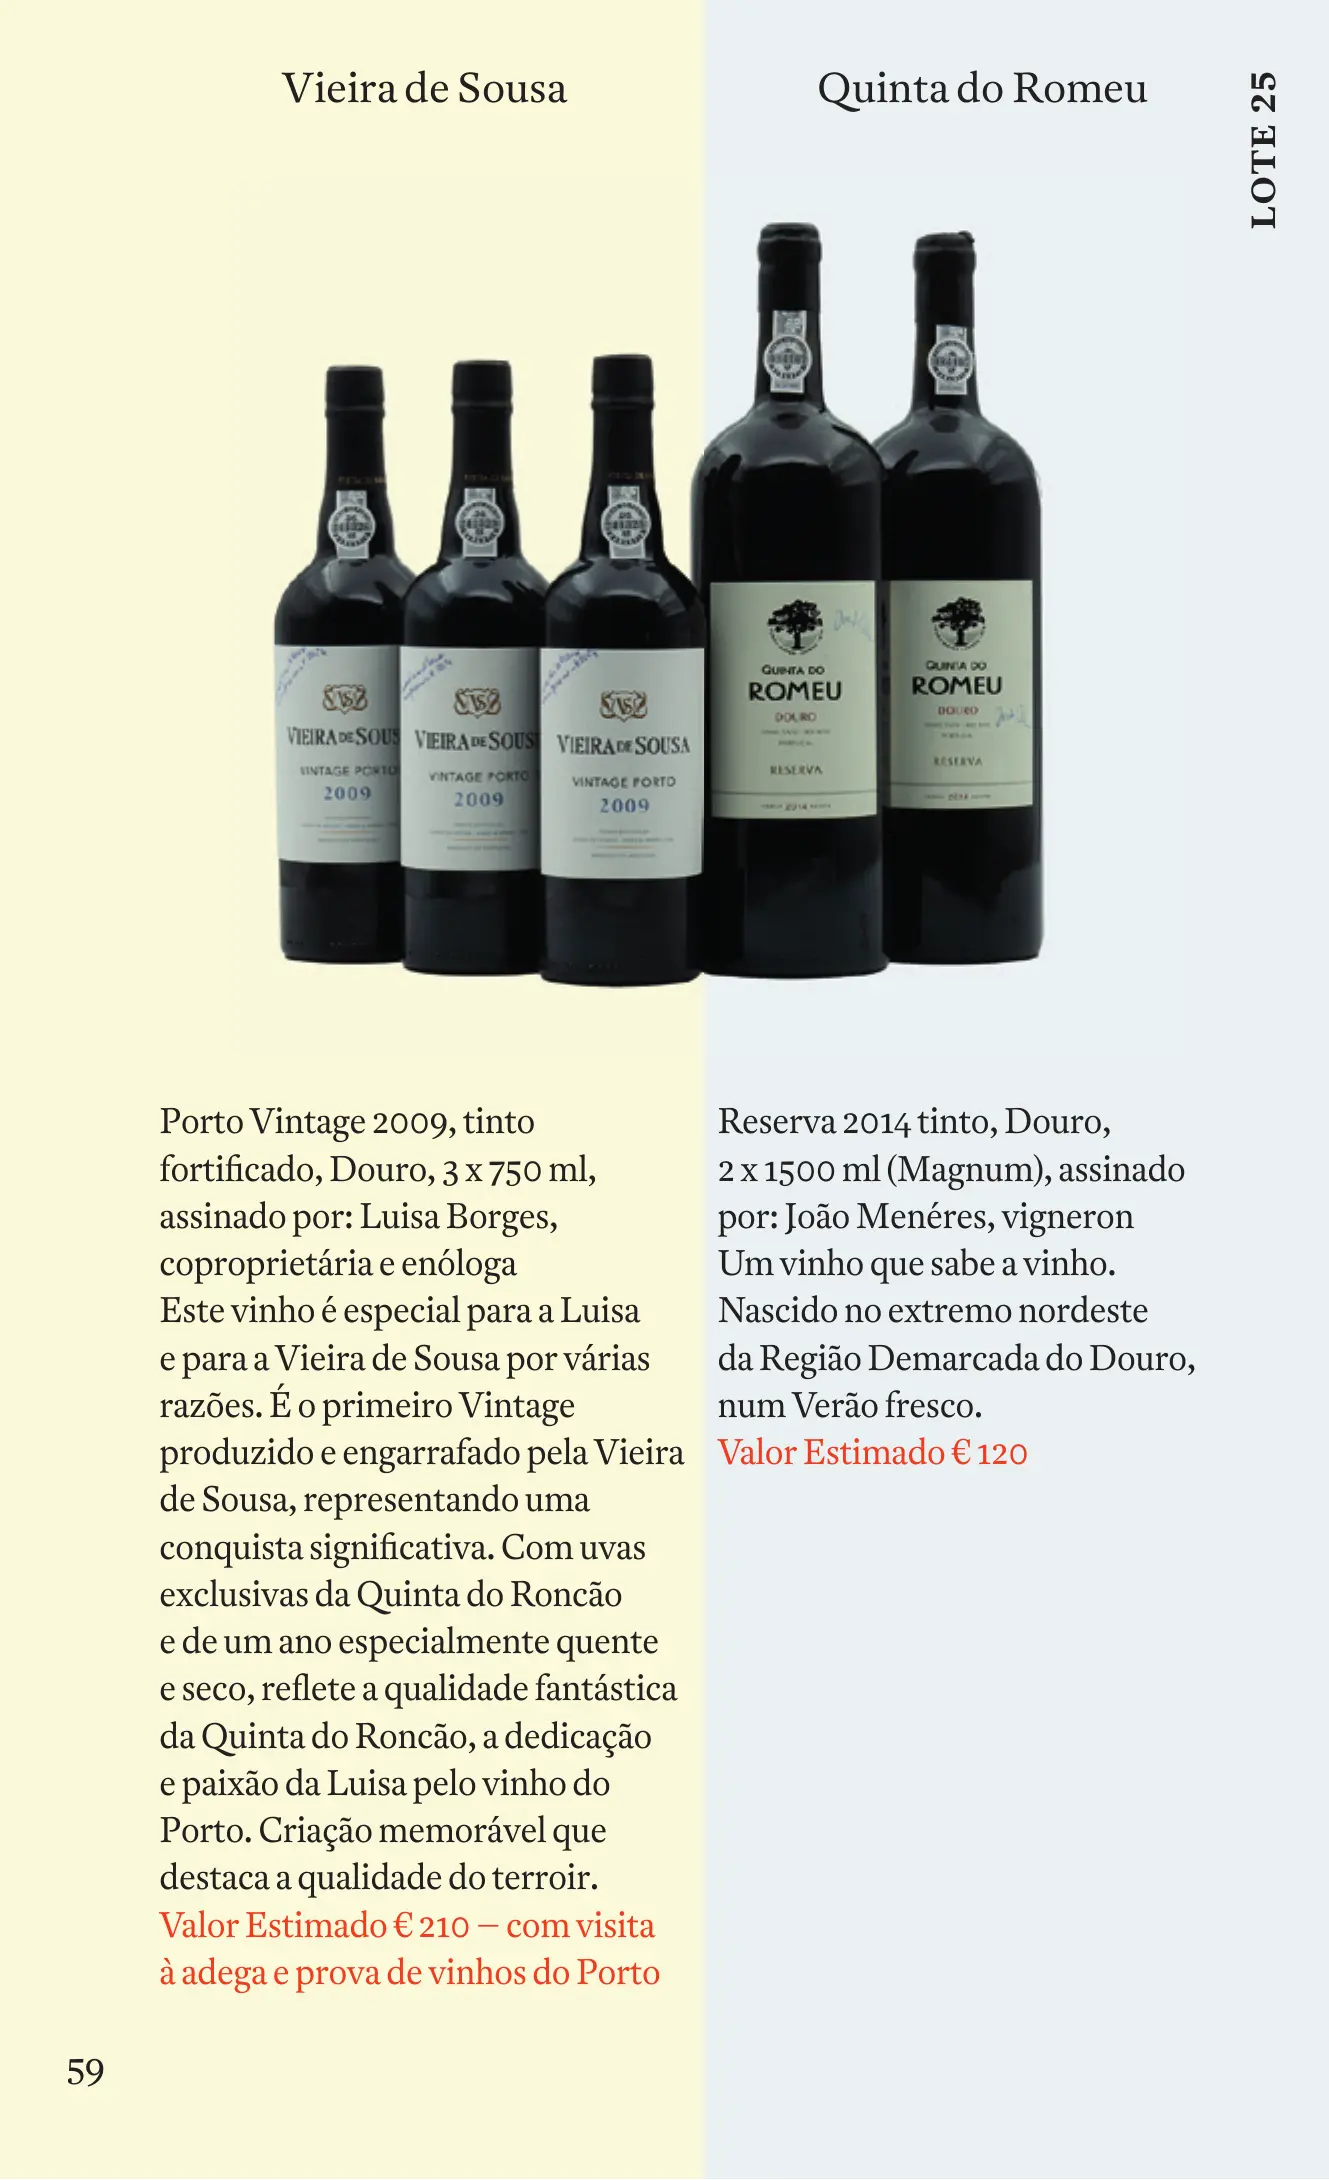 Vieira de Sousa
Quinta do Romeu
LOTE 25
VIEIRA DE SOUS
VINTAGE PORTO
2009
VIEIRA DE SOUS
VINTAGE PORTO
2009
VS
VIEIRA DE SOUSA
VINTAGE PORTO
2009
QUINTA DO
ROMEU
DOURO
RESERVA
2014
QUINTA DO
ROMEU
DOURO
RESERVA
2014
Porto Vintage 2009, tinto
fortificado, Douro, 3 x 750 ml,
assinado por: Luisa Borges,
coproprietária e enóloga
Este vinho é especial para a Luisa
e para a Vieira de Sousa por várias
razões. É o primeiro Vintage
produzido e engarrafado pela Vieira
de Sousa, representando uma
conquista significativa. Com uvas
exclusivas da Quinta do Roncão
e de um ano especialmente quente
e seco, reflete a qualidade fantástica
da Quinta do Roncão, a dedicação
e paixão da Luisa pelo vinho do
Porto. Criação memorável que
destaca a qualidade do terroir.
Valor Estimado € 210 – com visita
à adega e prova de vinhos do Porto
Reserva 2014 tinto, Douro,
2 x 1500 ml (Magnum), assinado
por: João Menéres, vigneron
Um vinho que sabe a vinho.
Nascido no extremo nordeste
da Região Demarcada do Douro,
num Verão fresco.
Valor Estimado € 120
59